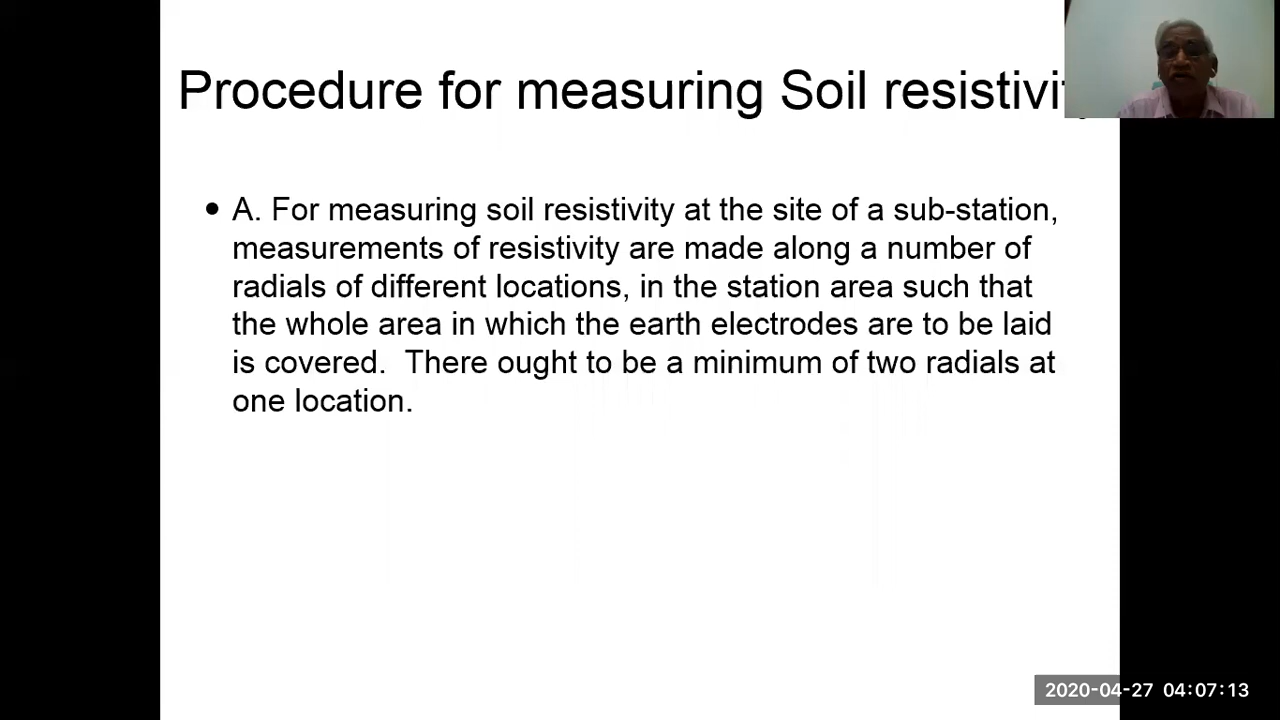 Procedure for measuring Soil
• A. For measuring soil resistivity at the site of a sub-station,
measurements of resistivity are made along a number of
radials of different locations, in the station area such that
the whole area in which the earth electrodes are to be laid
is covered. There ought to be a minimum of two radials at
one location.
2020-04-27 04:07:13